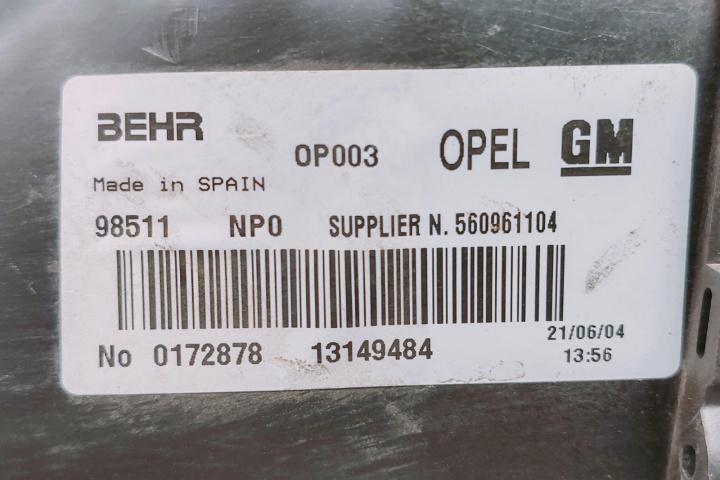 BEHR
OP003 OPEL GM
Made in SPAIN
98511 NPO SUPPLIER N. 560961104
No 0172878 13149484
21/06/04
13:56